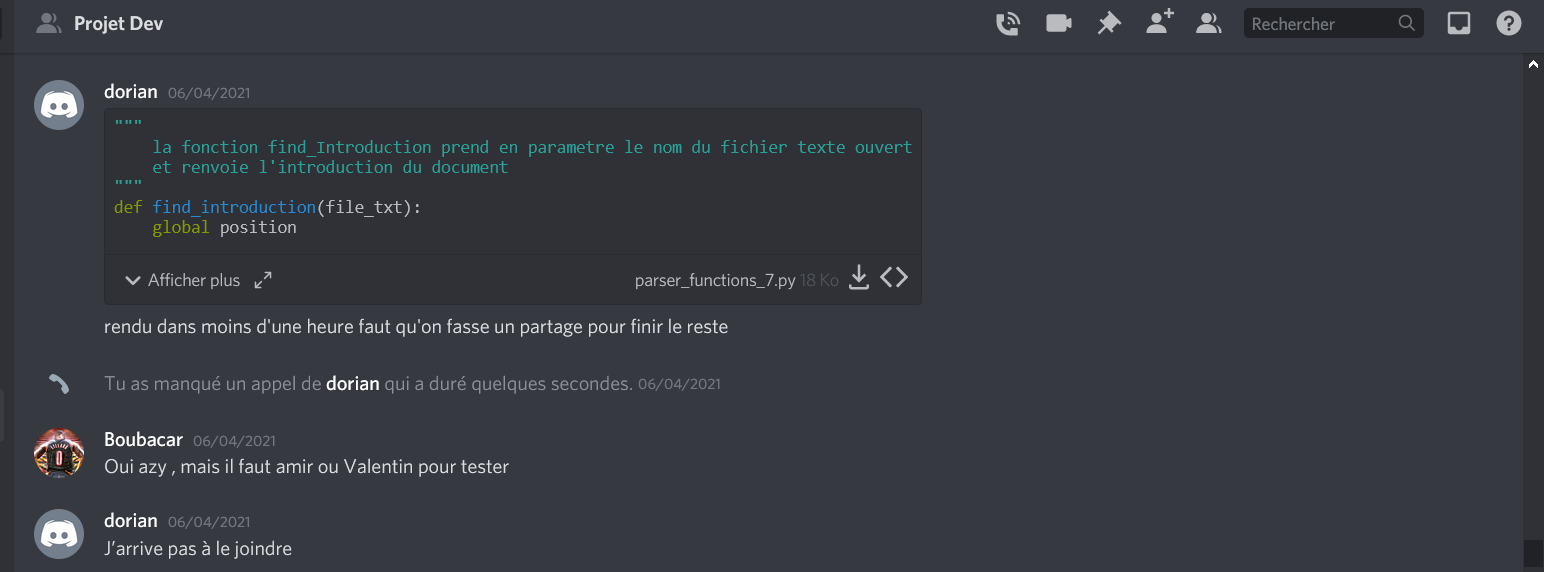 Projet Dev
Rechercher
dorian 06/04/2021
"""
la fonction find_Introduction prend en parametre le nom du fichier texte ouvert
et renvoie l'introduction du document
"""
def find_introduction(file_txt):
global position
Afficher plus parser_functions_7.py 18 Ko
rendu dans moins d'une heure faut qu'on fasse un partage pour finir le reste
Tu as manqué un appel de dorian qui a duré quelques secondes. 06/04/2021
Boubacar 06/04/2021
Oui azy , mais il faut amir ou Valentin pour tester
dorian 06/04/2021
J’arrive pas à le joindre